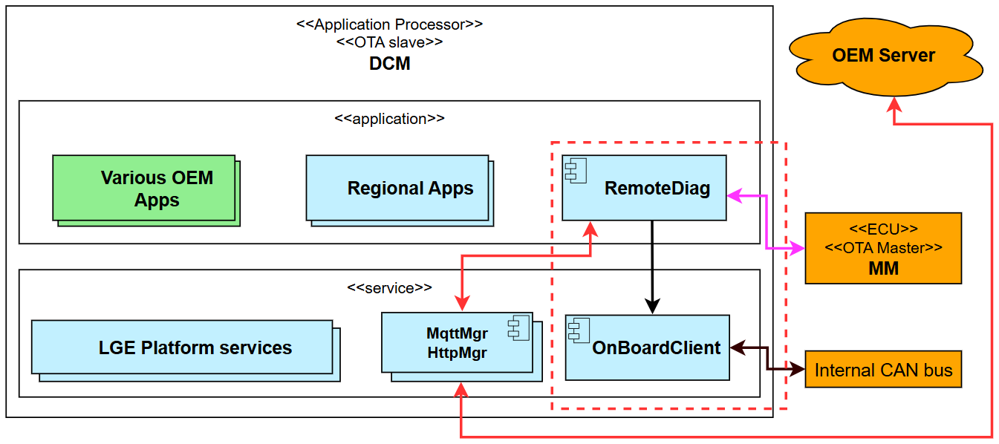 <<Application Processor>>
<<OTA slave>>
DCM
OEM Server
<<application>>
Various OEM
Apps
Regional Apps
RemoteDiag
<<ECU>>
<<OTA Master>>
MM
<<service>>
LGE Platform services
MqttMgr
HttpMgr
OnBoardClient
Internal CAN bus